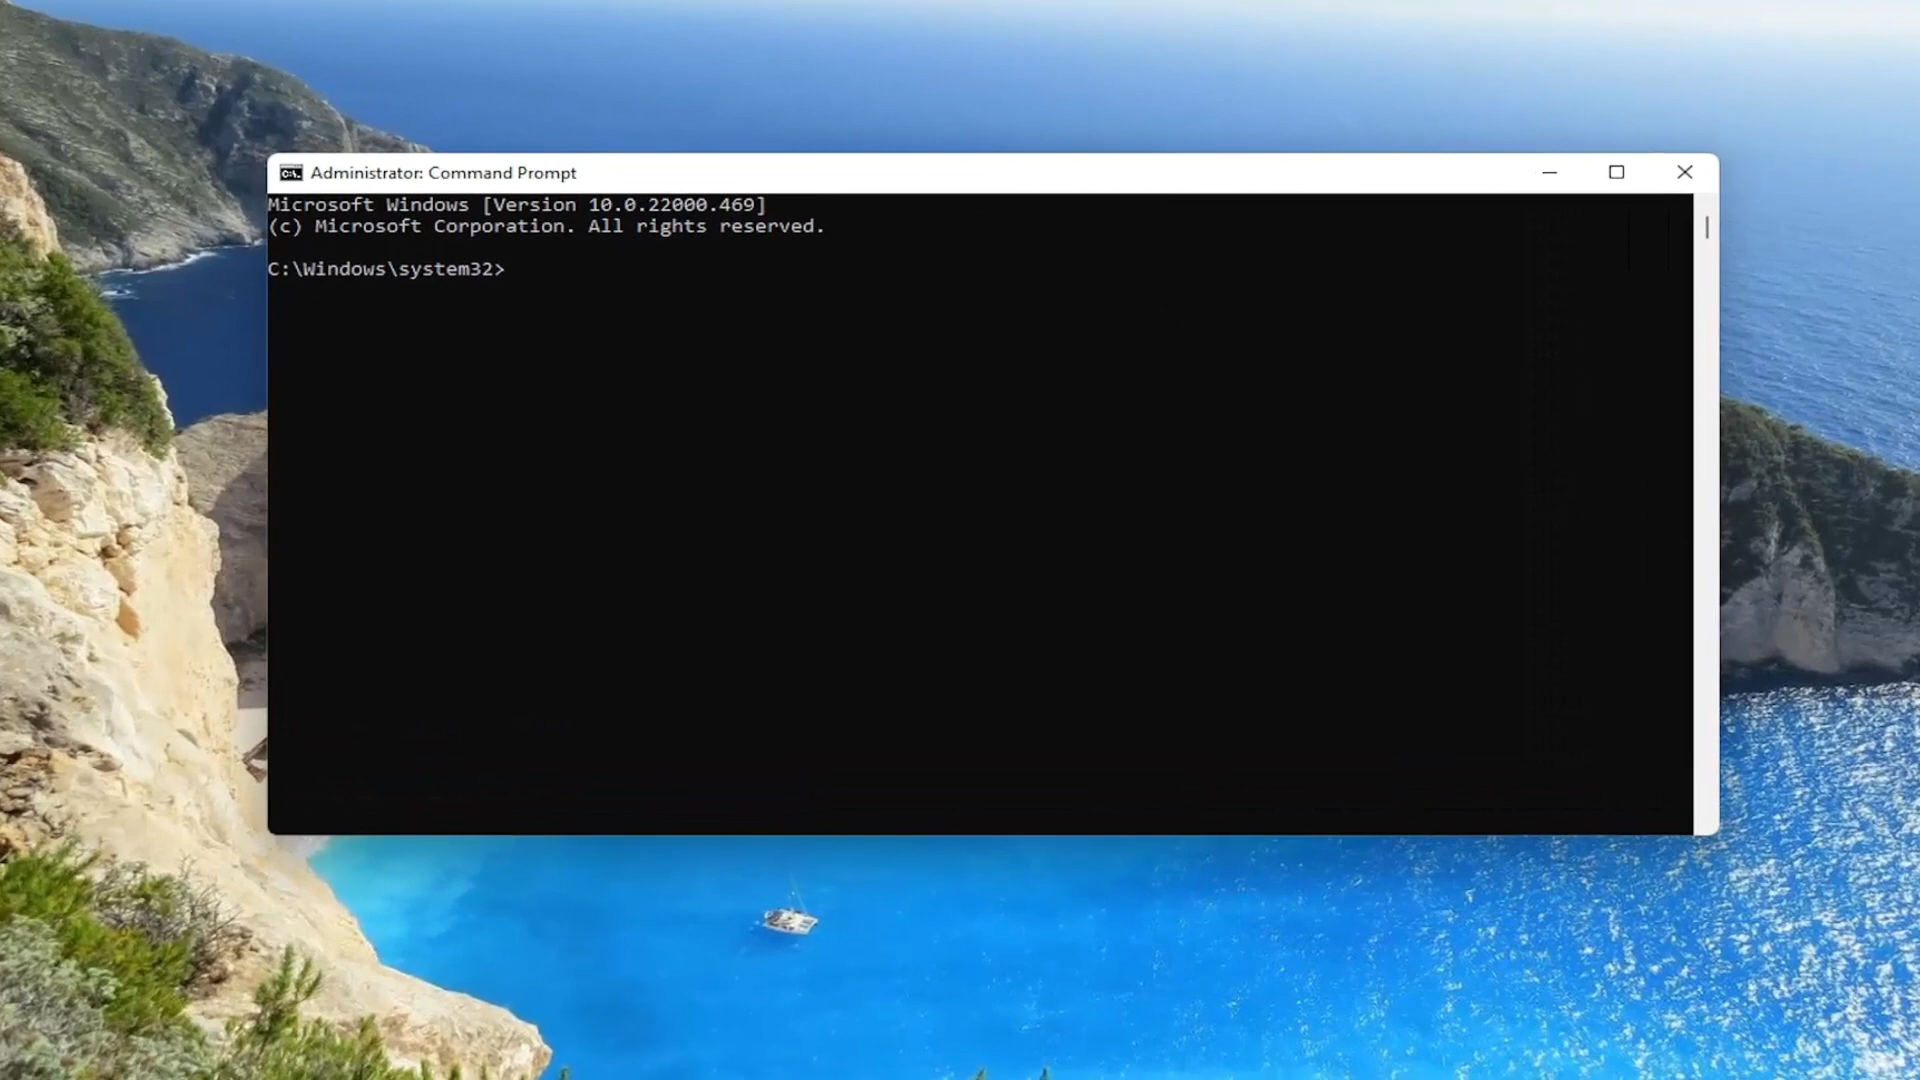 Administrator: Command Prompt
Microsoft Windows [Version 10.0.22000.469]
(c) Microsoft Corporation. All rights reserved.
C:\Windows\system32>